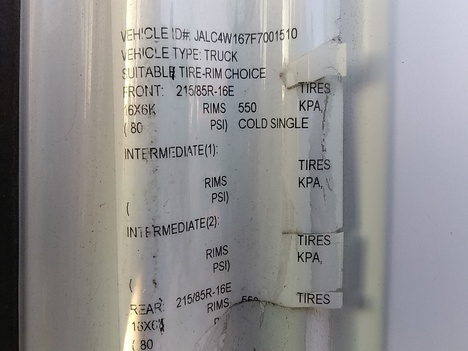 VEHICLE ID#: JALC4W167F7001510
VEHICLE TYPE: TRUCK
SUITABLE TIRE-RIM CHOICE
FRONT: 215/85R-16E TIRES
16X6K RIMS 550 KPA,
( 80 PSI) COLD SINGLE
INTERMEDIATE(1):
TIRES
RIMS KPA,
( PSI)
INTERMEDIATE(2):
TIRES
RIMS KPA,
( PSI)
REAR: 215/85R-16E TIRES
16X6K RIMS 550
( 80